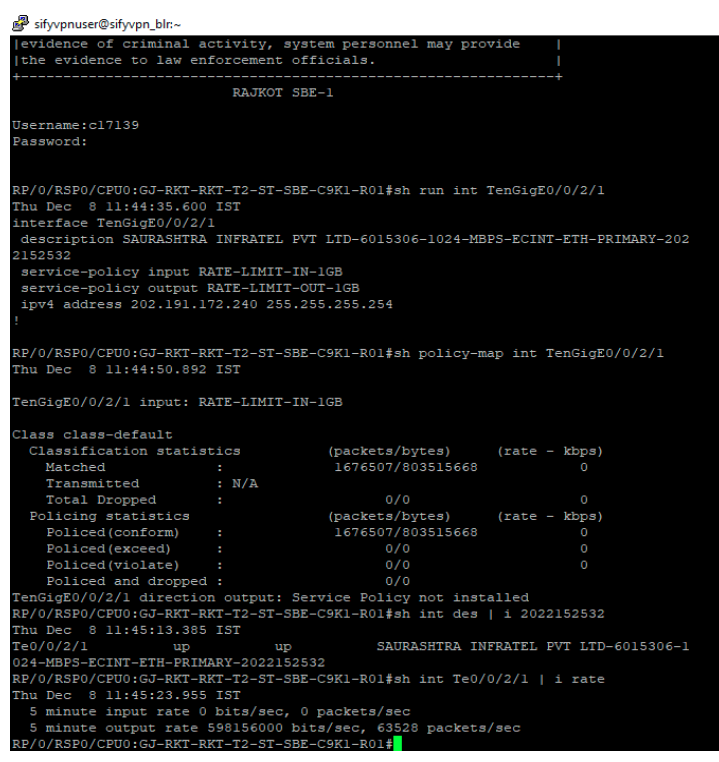 sifyvpnuser@sifyvpn_blr:~
|evidence of criminal activity, system personnel may provide    |
|the evidence to law enforcement officials.                     |
+---------------------------------------------------------------+
RAJKOT SBE-1
Username:c17139
Password:
RP/0/RSP0/CPU0:GJ-RKT-RKT-T2-ST-SBE-C9K1-R01#sh run int TenGigE0/0/2/1
Thu Dec  8 11:44:35.600 IST
interface TenGigE0/0/2/1
description SAURASHTRA INFRATEL PVT LTD-6015306-1024-MBPS-ECINT-ETH-PRIMARY-202
2152532
service-policy input RATE-LIMIT-IN-1GB
service-policy output RATE-LIMIT-OUT-1GB
ipv4 address 202.191.172.240 255.255.255.254
!
RP/0/RSP0/CPU0:GJ-RKT-RKT-T2-ST-SBE-C9K1-R01#sh policy-map int TenGigE0/0/2/1
Thu Dec  8 11:44:50.892 IST
TenGigE0/0/2/1 input: RATE-LIMIT-IN-1GB
Class class-default
Classification statistics          (packets/bytes)     (rate - kbps)
Matched             :             1676507/803515668            0
Transmitted         : N/A
Total Dropped       :                   0/0                    0
Policing statistics                (packets/bytes)     (rate - kbps)
Policed(conform)    :             1676507/803515668            0
Policed(exceed)     :                   0/0                    0
Policed(violate)    :                   0/0                    0
Policed and dropped :                   0/0
TenGigE0/0/2/1 direction output: Service Policy not installed
RP/0/RSP0/CPU0:GJ-RKT-RKT-T2-ST-SBE-C9K1-R01#sh int des | i 2022152532
Thu Dec  8 11:45:13.385 IST
Te0/0/2/1          up          up          SAURASHTRA INFRATEL PVT LTD-6015306-1
024-MBPS-ECINT-ETH-PRIMARY-2022152532
RP/0/RSP0/CPU0:GJ-RKT-RKT-T2-ST-SBE-C9K1-R01#sh int Te0/0/2/1 | i rate
Thu Dec  8 11:45:23.955 IST
5 minute input rate 0 bits/sec, 0 packets/sec
5 minute output rate 598156000 bits/sec, 63528 packets/sec
RP/0/RSP0/CPU0:GJ-RKT-RKT-T2-ST-SBE-C9K1-R01#